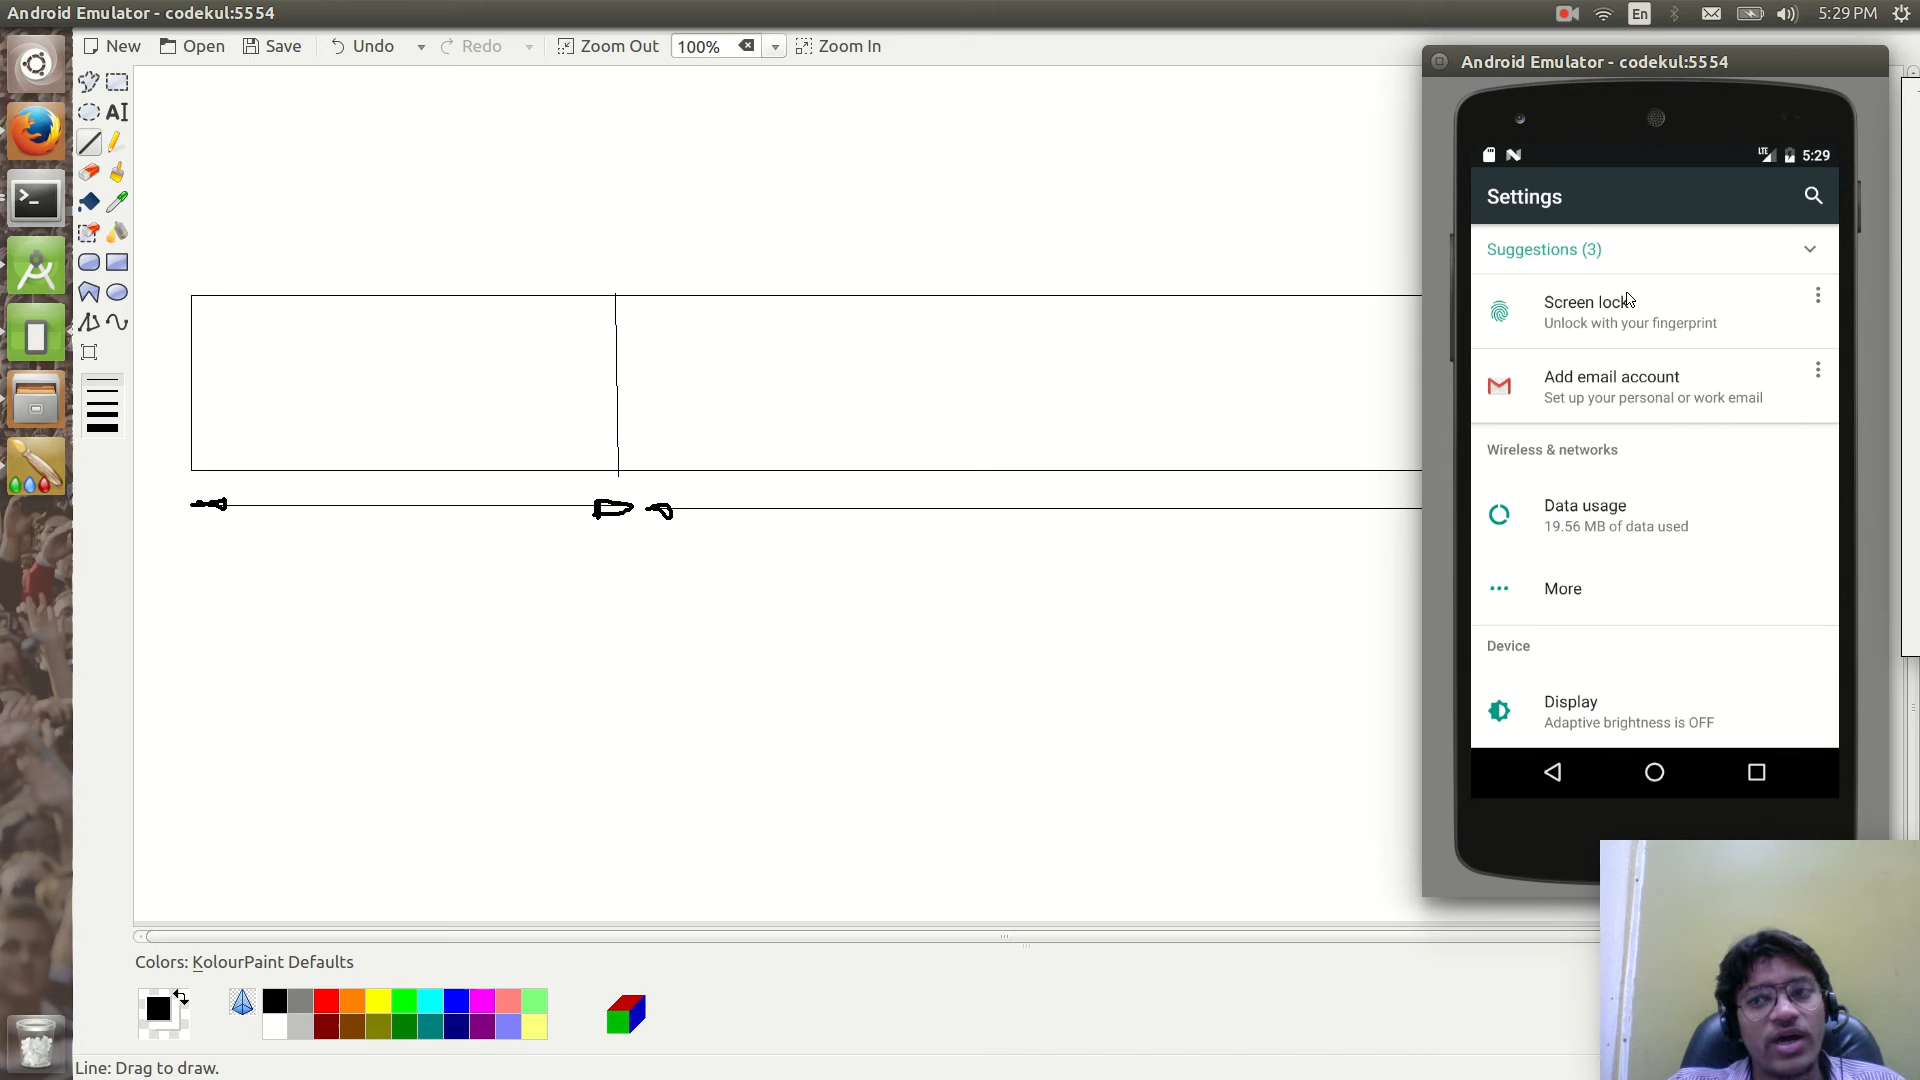 Android Emulator - codekul:5554
En
5:29 PM
New
Open
Save
Undo
Redo
Zoom Out
100%
Zoom In
Android Emulator - codekul:5554
LTE
5:29
Settings
Suggestions (3)
Screen lock
Unlock with your fingerprint
Add email account
Set up your personal or work email
Wireless & networks
Data usage
19.56 MB of data used
More
Device
Display
Adaptive brightness is OFF
Colors: KolourPaint Defaults
Line: Drag to draw.